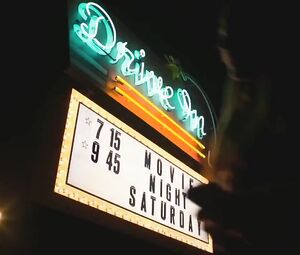 Drive In
7 15 MOVIE
9 45 NIGHT
SATURDAY